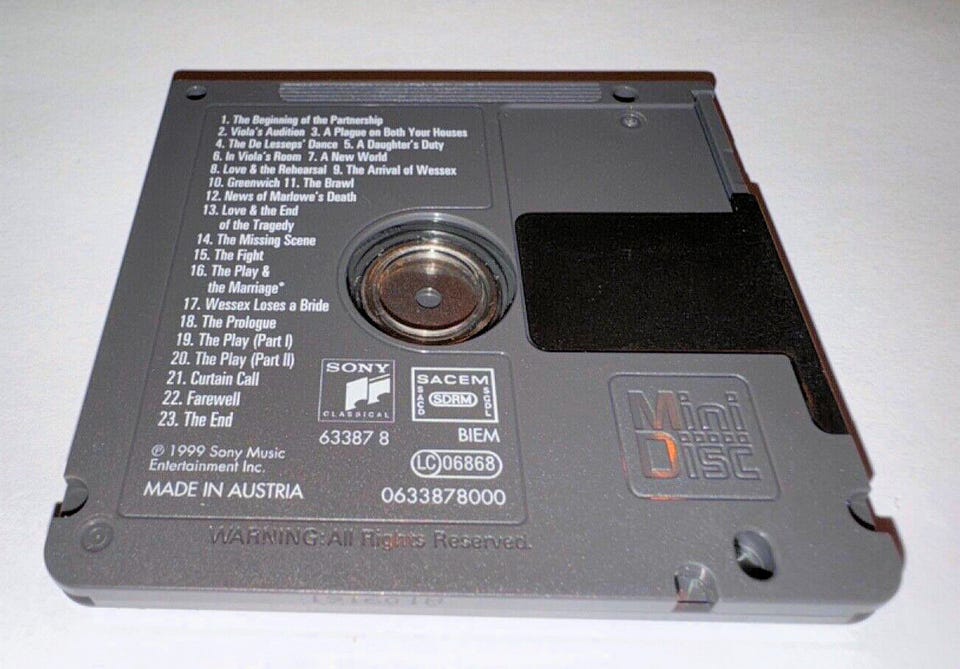 1. The Beginning of the Partnership
2. Viola's Audition 3. A Plague on Both Your Houses
4. The De Lesseps' Dance 5. A Daughter's Duty
6. In Viola's Room 7. A New World
8. Love & the Rehearsal 9. The Arrival of Wessex
10. Greenwich 11. The Brawl
12. News of Marlowe's Death
13. Love & the End
of the Tragedy
14. The Missing Scene
15. The Fight
16. The Play &
the Marriage*
17. Wessex Loses a Bride
18. The Prologue
19. The Play (Part I)
20. The Play (Part II)
21. Curtain Call
22. Farewell
23. The End
SONY
CLASSICAL
63387 8
SACEM
SACD
SDRM
SGDL
BIEM
LC 06868
℗ 1999 Sony Music
Entertainment Inc.
MADE IN AUSTRIA
0633878000
WARNING: All Rights Reserved.
Mini
Disc